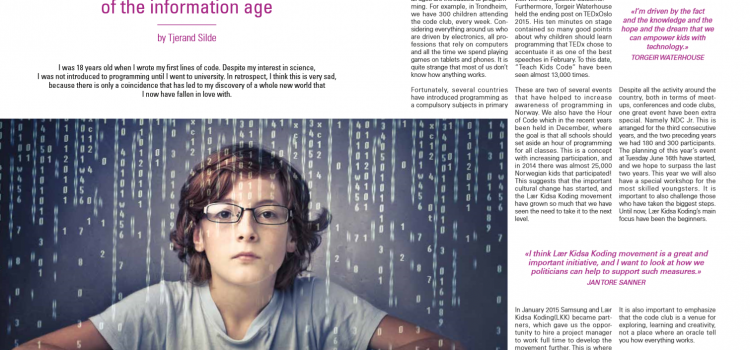 of the information age
by Tjerand Silde
I was 18 years old when I wrote my first lines of code. Despite my interest in science,
I was not introduced to programming until I went to university. In retrospect, I think this is very sad,
because there is only a coincidence that has led to my discovery of a whole new world that
I now have fallen in love with.
ming. For example, in Trondheim,
we have 300 children attending
the code club, every week. Con-
sidering everything around us who
are driven by electronics, all pro-
fessions that rely on computers
and all the time we spend playing
games on tablets and phones. It is
quite strange that most of us don't
know how anything works.
Fortunately, several countries
have introduced programming as
a compulsory subjects in primary
Furthermore, Torgeir Waterhouse
held the ending post on TEDxOslo
2015. His ten minutes on stage
contained so many good points
about why children should learn
programming that TEDx chose to
accentuate it as one of the best
speeches in February. To this date,
"Teach Kids Code" have been
seen almost 13,000 times.
These are two of several events
that have helped to increase
awareness of programming in
Norway. We also have the Hour
of Code which in the recent years
been held in December, where
the goal is that all schools should
set aside an hour of programming
for all classes. This is a concept
with increasing participation, and
in 2014 there was almost 25,000
Norwegian kids that participated!
This suggests that the important
cultural change has started, and
the Lær Kidsa Koding movement
have grown so much that we have
seen the need to take it to the next
level.
«I'm driven by the fact
and the knowledge and the
hope and the dream that we
can empower kids with
technology.»
TORGEIR WATERHOUSE
Despite all the activity around the
country, both in terms of meet-
ups, conferences and code clubs,
one great event have been extra
special. Namely NDC Jr. This is
arranged for the third consecutive
years, and the two preceding years
we had 180 and 300 participants.
The planning of this year's event
at Tuesday June 16th have started,
and we hope to surpass the last
two years. This year we will also
have a special workshop for the
most skilled youngsters. It is
important to also challenge those
who have taken the biggest steps.
Until now, Lær Kidsa Koding's main
focus have been the beginners.
«I think Lær Kidsa Koding movement is a great and
important initiative, and I want to look at how we
politicians can help to support such measures.»
JAN TORE SANNER
In January 2015 Samsung and Lær
Kidsa Koding(LKK) became part-
ners, which gave us the oppor-
tunity to hire a project manager
to work full time to develop the
movement further. This is where
It is also important to emphasize
that the code club is a venue for
exploring, learning and creativity,
not a place where an oracle tell
you how everything works.